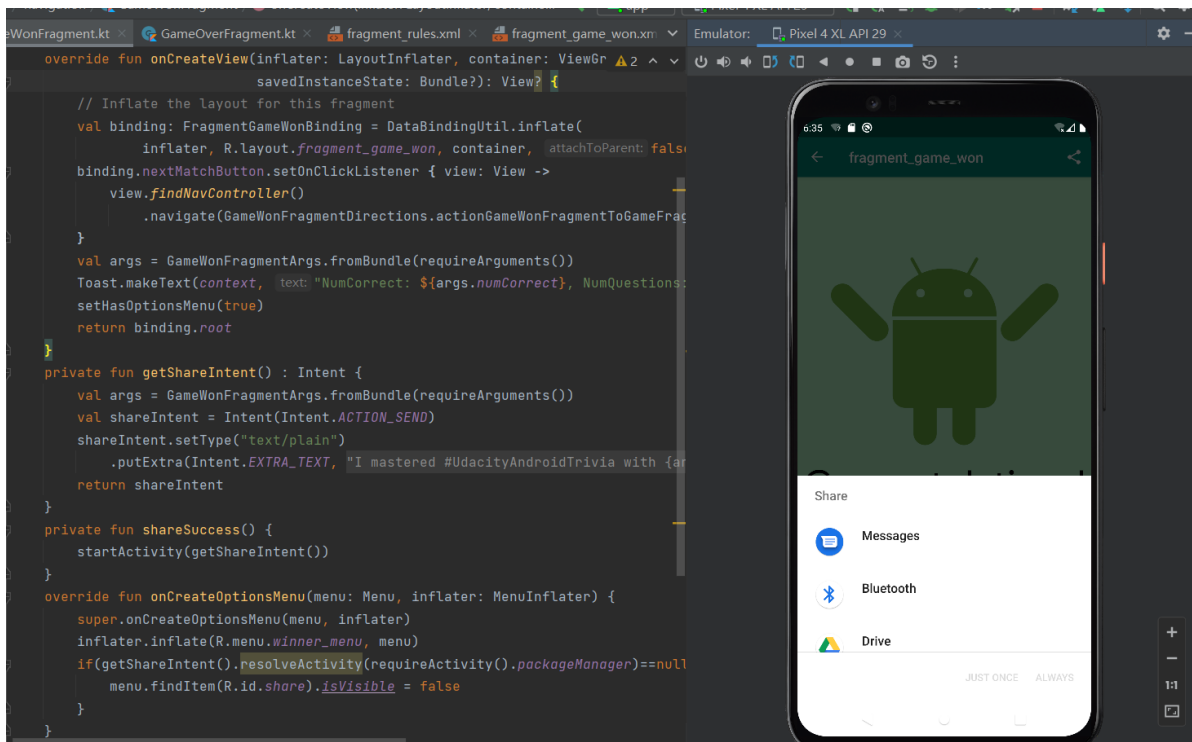 eWonFragment.kt × GameOverFragment.kt × fragment_rules.xml × fragment_game_won.xm
override fun onCreateView(inflater: LayoutInflater, container: ViewGr 2
savedInstanceState: Bundle?): View? {
// Inflate the layout for this fragment
val binding: FragmentGameWonBinding = DataBindingUtil.inflate(
inflater, R.layout.fragment_game_won, container, attachToParent: false
binding.nextMatchButton.setOnClickListener { view: View ->
view.findNavController()
.navigate(GameWonFragmentDirections.actionGameWonFragmentToGameFrag
}
val args = GameWonFragmentArgs.fromBundle(requireArguments())
Toast.makeText(context, text: "NumCorrect: ${args.numCorrect}, NumQuestions:
setHasOptionsMenu(true)
return binding.root
}
private fun getShareIntent() : Intent {
val args = GameWonFragmentArgs.fromBundle(requireArguments())
val shareIntent = Intent(Intent.ACTION_SEND)
shareIntent.setType("text/plain")
.putExtra(Intent.EXTRA_TEXT, "I mastered #UdacityAndroidTrivia with {ar
return shareIntent
}
private fun shareSuccess() {
startActivity(getShareIntent())
}
override fun onCreateOptionsMenu(menu: Menu, inflater: MenuInflater) {
super.onCreateOptionsMenu(menu, inflater)
inflater.inflate(R.menu.winner_menu, menu)
if(getShareIntent().resolveActivity(requireActivity().packageManager)==null
menu.findItem(R.id.share).isVisible = false
}
}
Emulator: Pixel 4 XL API 29 ×
6:35
fragment_game_won
Share
Messages
Bluetooth
Drive
JUST ONCE ALWAYS
1:1